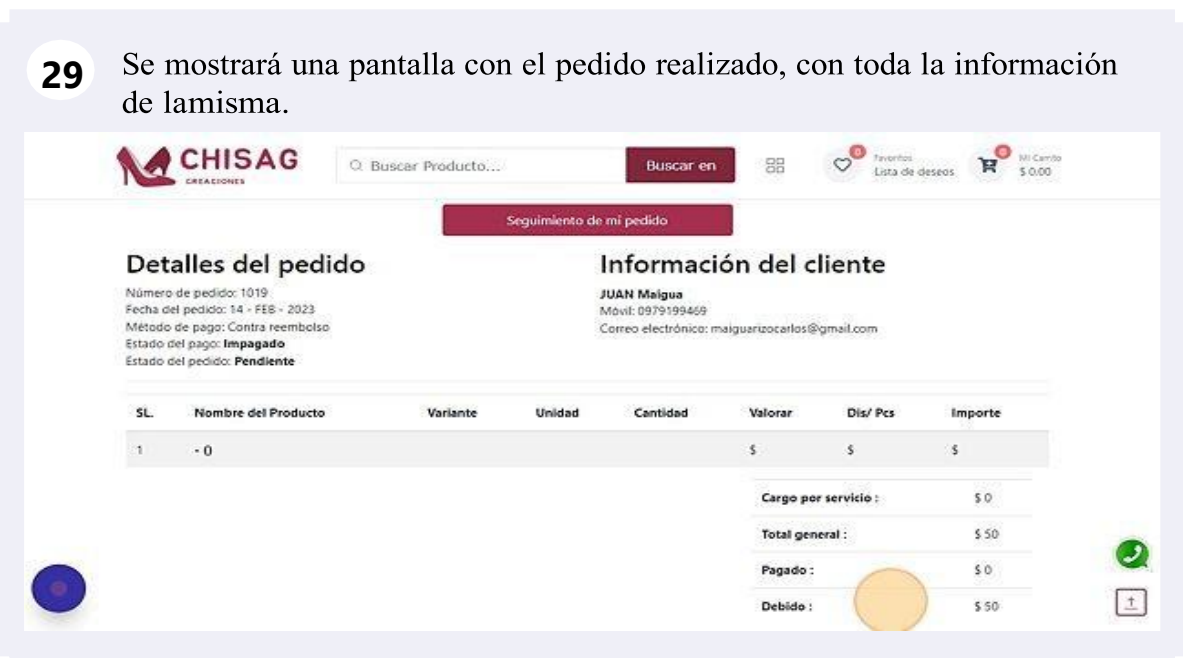 29
Se mostrará una pantalla con el pedido realizado, con toda la información
de lamisma.
CHISAG
CREACIONES
Buscar Producto...
Buscar en
0
Favoritos
Lista de deseos
0
Mi Carrito
$ 0.00
Seguimiento de mi pedido
Detalles del pedido
Número de pedido: 1019
Fecha del pedido: 14 - FEB - 2023
Método de pago: Contra reembolso
Estado del pago: Impagado
Estado del pedido: Pendiente
Información del cliente
JUAN Maigua
Móvil: 0979199469
Correo electrónico: maiguarizocarlos@gmail.com
SL. Nombre del Producto Variante Unidad Cantidad Valorar Dis/ Pcs Importe
1 - 0 $ $ $
Cargo por servicio : $ 0
Total general : $ 50
Pagado : $ 0
Debido : $ 50